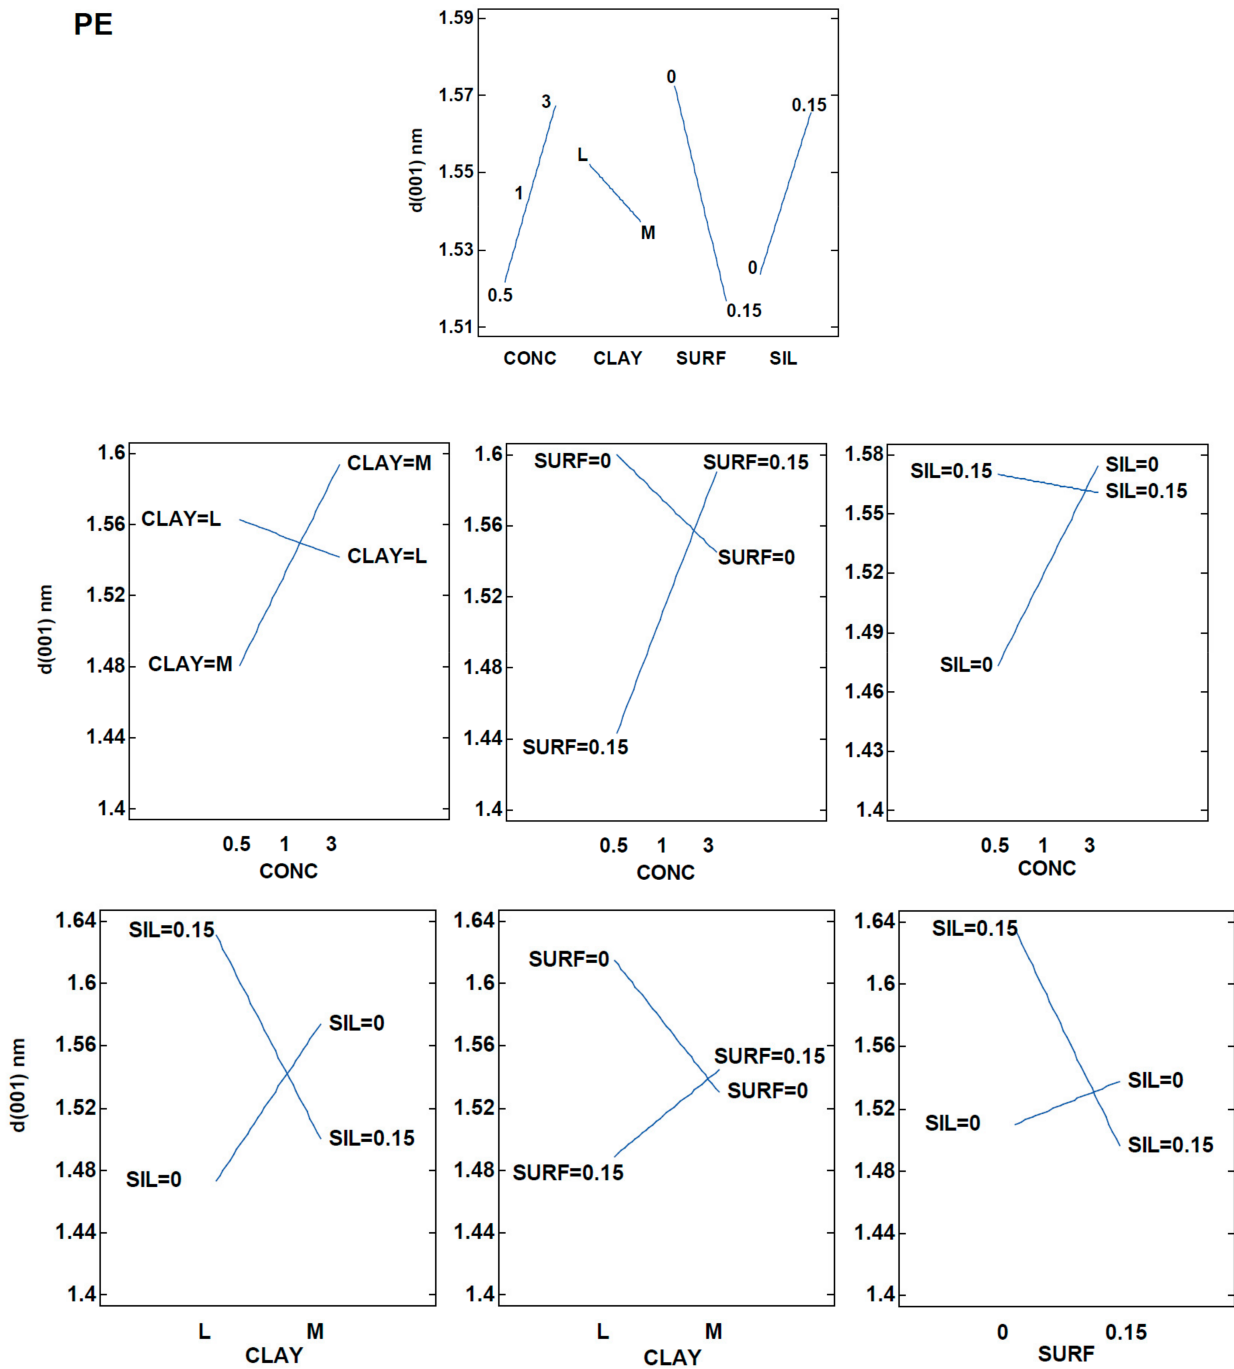 PE
1.59
1.57
1.55
1.53
1.51
d(001) nm
0.5
1
3
L
M
0
0.15
0
0.15
CONC CLAY SURF SIL
1.6
1.56
1.52
1.48
1.44
1.4
d(001) nm
CLAY=M
CLAY=L
CLAY=L
CLAY=M
0.5 1 3
CONC
1.6
1.56
1.52
1.48
1.44
1.4
SURF=0
SURF=0.15
SURF=0
SURF=0.15
0.5 1 3
CONC
1.58
1.55
1.52
1.49
1.46
1.43
1.4
SIL=0.15
SIL=0
SIL=0.15
SIL=0
0.5 1 3
CONC
1.64
1.6
1.56
1.52
1.48
1.44
1.4
d(001) nm
SIL=0.15
SIL=0
SIL=0.15
SIL=0
L M
CLAY
1.64
1.6
1.56
1.52
1.48
1.44
1.4
SURF=0
SURF=0.15
SURF=0
SURF=0.15
L M
CLAY
1.64
1.6
1.56
1.52
1.48
1.44
1.4
SIL=0.15
SIL=0
SIL=0
SIL=0.15
0 0.15
SURF